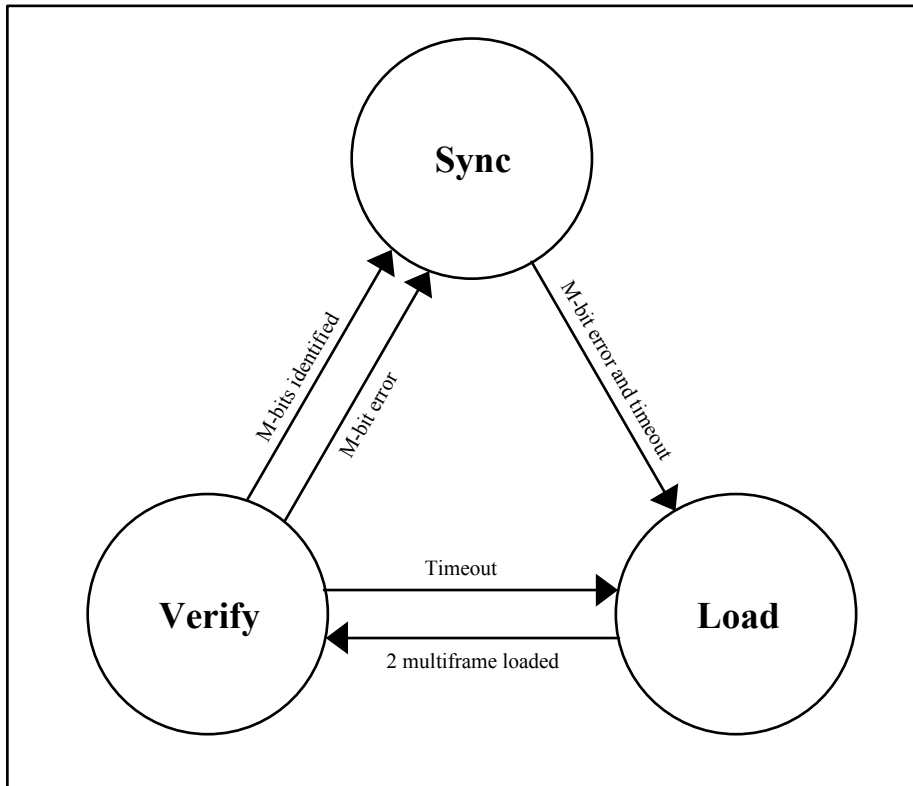 Sync
M-bits identified
M-bit error
M-bit error and timeout
Timeout
Verify
Load
2 multiframe loaded